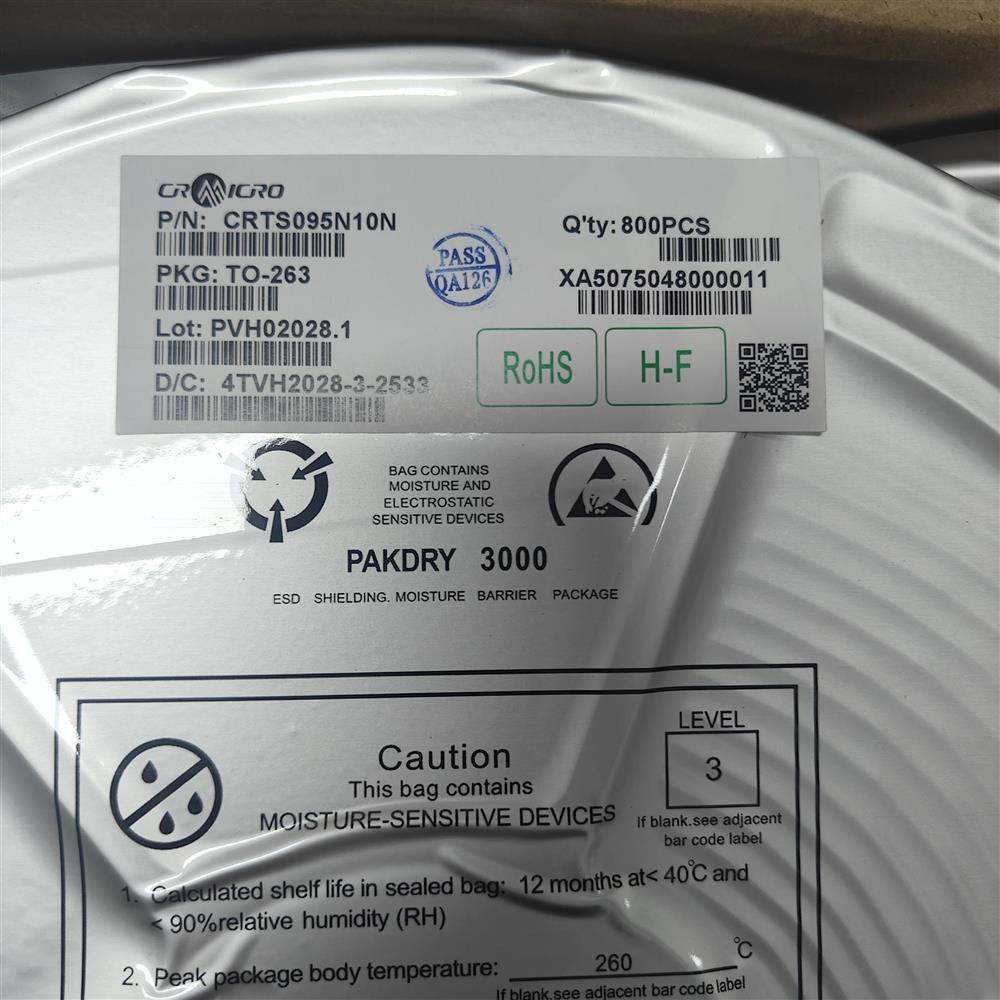 CRMICRO
P/N: CRTS095N10N
Q'ty: 800PCS
PKG: TO-263
XA5075048000011
PASS
QA126
Lot: PVH02028.1
D/C: 4TVH2028-3-2533
RoHS
H-F
BAG CONTAINS
MOISTURE AND
ELECTROSTATIC
SENSITIVE DEVICES
PAKDRY 3000
ESD SHIELDING. MOISTURE BARRIER PACKAGE
LEVEL
3
If blank.see adjacent
bar code label
Caution
This bag contains
MOISTURE-SENSITIVE DEVICES
1. Calculated shelf life in sealed bag: 12 months at< 40℃ and
< 90%relative humidity (RH)
2. Peak package body temperature: 260 ℃
If blank.see adjacent bar code label